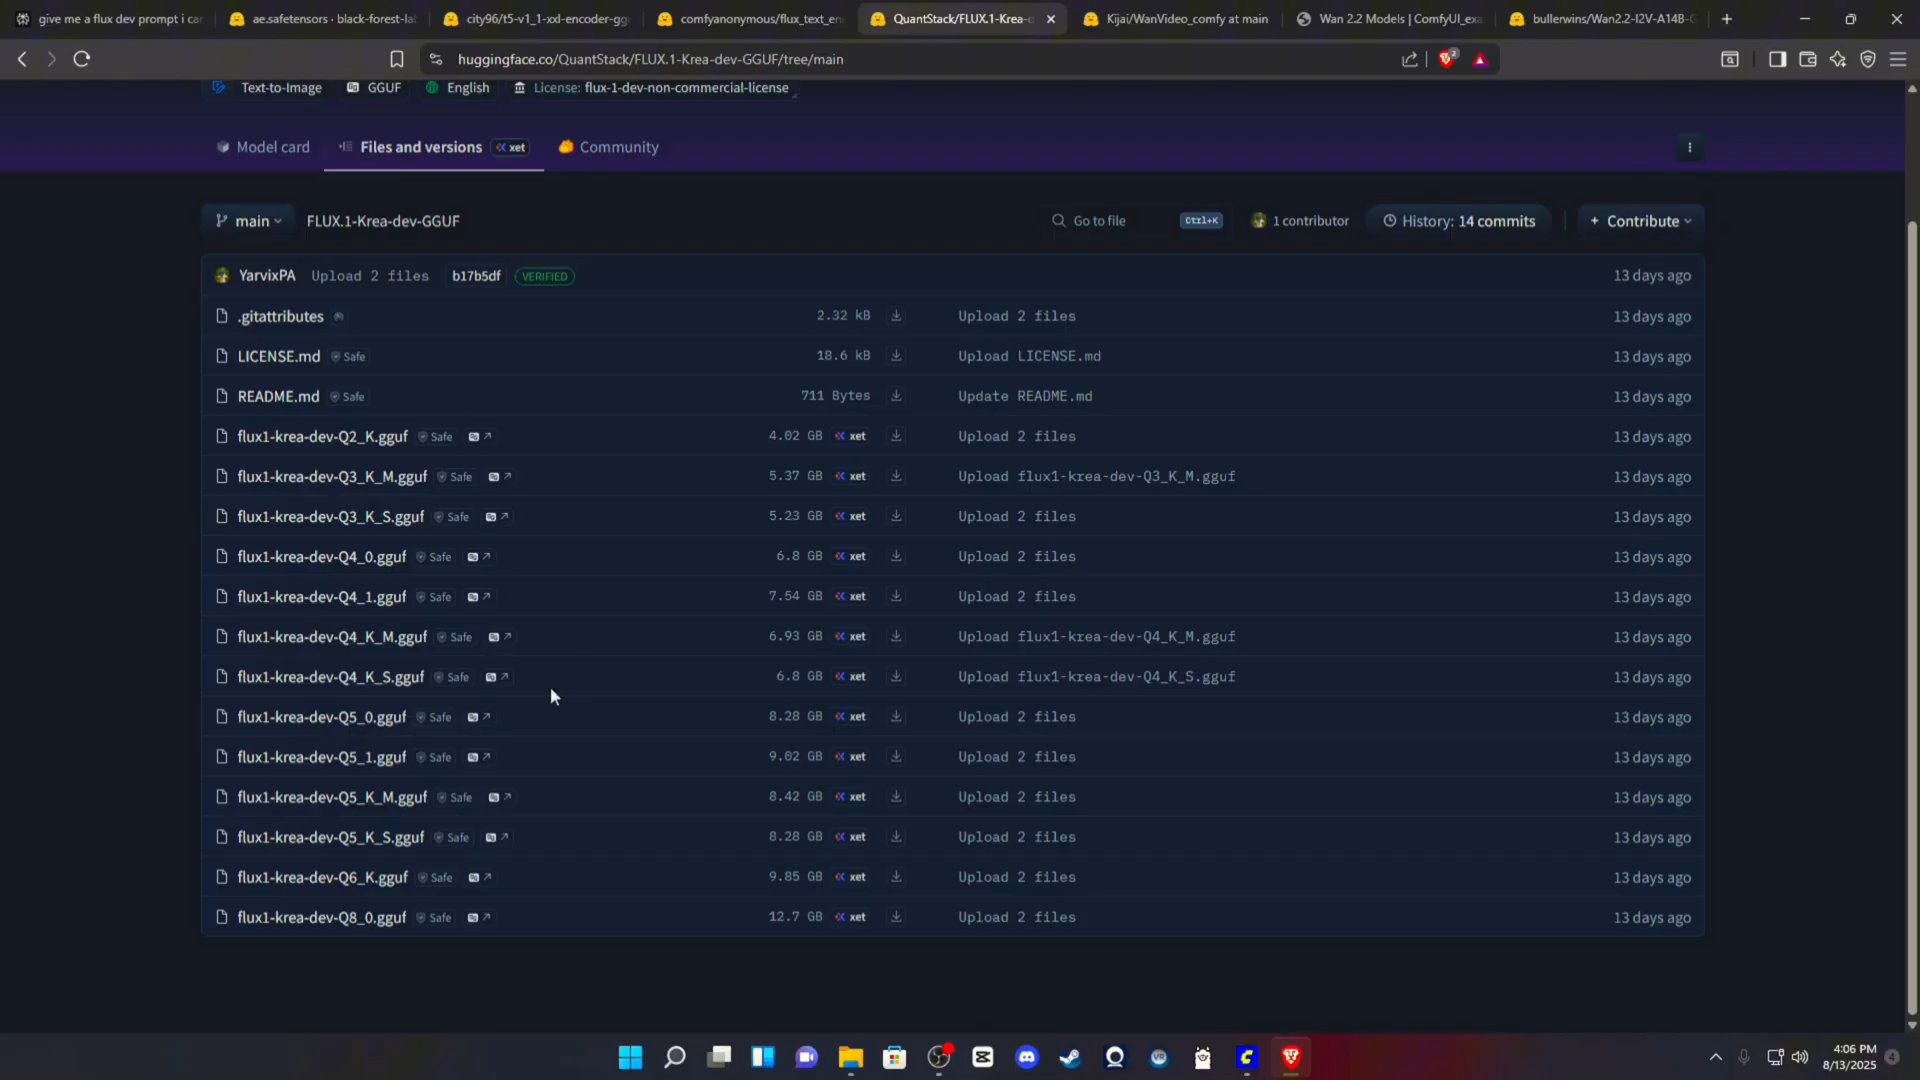 give me a flux dev prompt i car
ae.safetensors · black-forest-lal
city96/t5-v1_1-xxl-encoder-ggu
comfyanonymous/flux_text_en
QuantStack/FLUX.1-Krea-d
Kijai/WanVideo_comfy at main
Wan 2.2 Models | ComfyUI_exa
bullerwins/Wan2.2-I2V-A14B-G
huggingface.co/QuantStack/FLUX.1-Krea-dev-GGUF/tree/main
2
Text-to-Image GGUF English License: flux-1-dev-non-commercial-license
Model card Files and versions xet Community
main FLUX.1-Krea-dev-GGUF Go to file Ctrl+K 1 contributor History: 14 commits + Contribute
YarvixPA Upload 2 files b17b5df VERIFIED 13 days ago
.gitattributes 2.32 kB Upload 2 files 13 days ago
LICENSE.md Safe 18.6 kB Upload LICENSE.md 13 days ago
README.md Safe 711 Bytes Update README.md 13 days ago
flux1-krea-dev-Q2_K.gguf Safe 4.02 GB xet Upload 2 files 13 days ago
flux1-krea-dev-Q3_K_M.gguf Safe 5.37 GB xet Upload flux1-krea-dev-Q3_K_M.gguf 13 days ago
flux1-krea-dev-Q3_K_S.gguf Safe 5.23 GB xet Upload 2 files 13 days ago
flux1-krea-dev-Q4_0.gguf Safe 6.8 GB xet Upload 2 files 13 days ago
flux1-krea-dev-Q4_1.gguf Safe 7.54 GB xet Upload 2 files 13 days ago
flux1-krea-dev-Q4_K_M.gguf Safe 6.93 GB xet Upload flux1-krea-dev-Q4_K_M.gguf 13 days ago
flux1-krea-dev-Q4_K_S.gguf Safe 6.8 GB xet Upload flux1-krea-dev-Q4_K_S.gguf 13 days ago
flux1-krea-dev-Q5_0.gguf Safe 8.28 GB xet Upload 2 files 13 days ago
flux1-krea-dev-Q5_1.gguf Safe 9.02 GB xet Upload 2 files 13 days ago
flux1-krea-dev-Q5_K_M.gguf Safe 8.42 GB xet Upload 2 files 13 days ago
flux1-krea-dev-Q5_K_S.gguf Safe 8.28 GB xet Upload 2 files 13 days ago
flux1-krea-dev-Q6_K.gguf Safe 9.85 GB xet Upload 2 files 13 days ago
flux1-krea-dev-Q8_0.gguf Safe 12.7 GB xet Upload 2 files 13 days ago
4:06 PM
8/13/2025
4